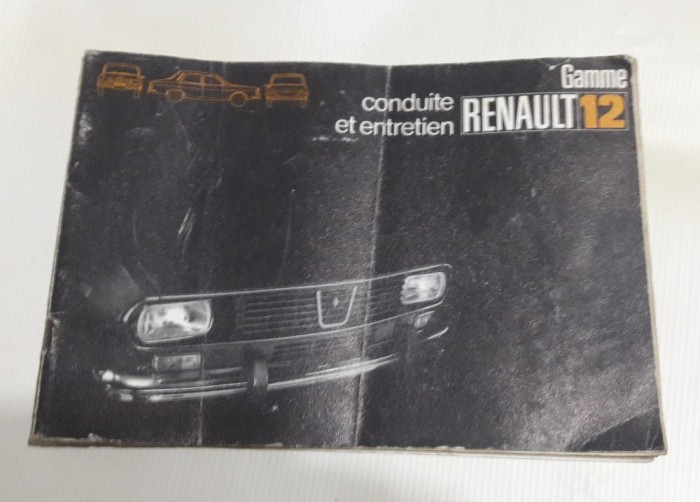 Gamme
conduite
et entretien RENAULT 12